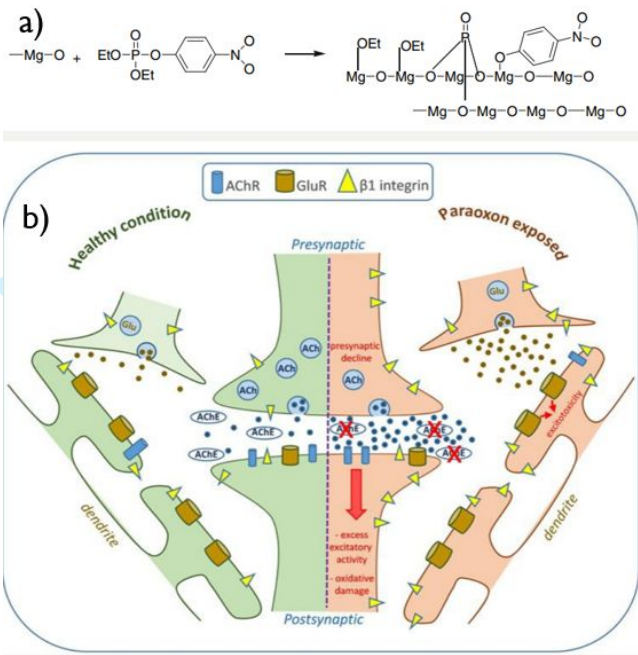 a)
Mg O + EtO P O OEt O N O O
OEt OEt O P O N O O
Mg O Mg O Mg O Mg O Mg O
Mg O Mg O Mg O Mg O
b)
AChR GluR β1 integrin
Healthy condition
Presynaptic
Paraoxon exposed
Glu
Glu
presynaptic
decline
ACh
ACh
ACh
ACh
AChE
AChE
AChE
AChE
AChE
AChE
AChE
excitotoxicity
dendrite
dendrite
- excess
excitatory
activity
- oxidative
damage
Postsynaptic